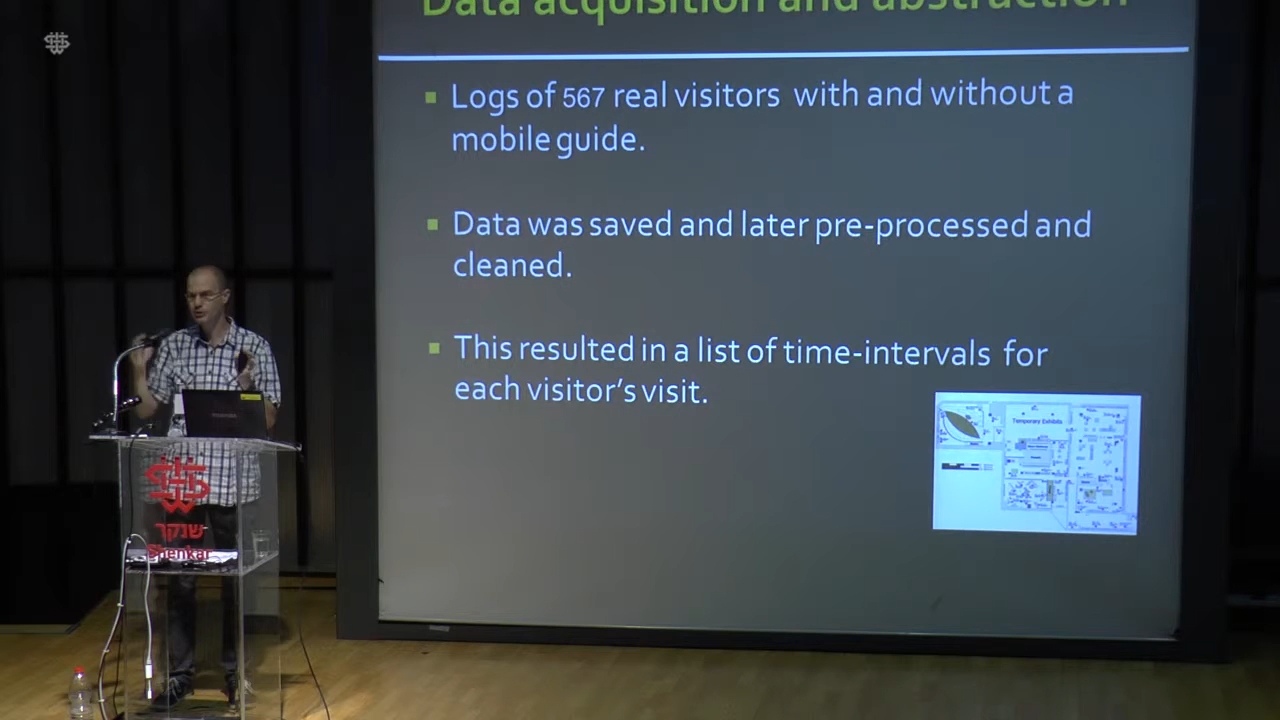 Data acquisition and abstraction
Logs of 567 real visitors with and without a
mobile guide.
Data was saved and later pre-processed and
cleaned.
This resulted in a list of time-intervals for
each visitor's visit.
Temporary Exhibits
שנקר
Shenkar